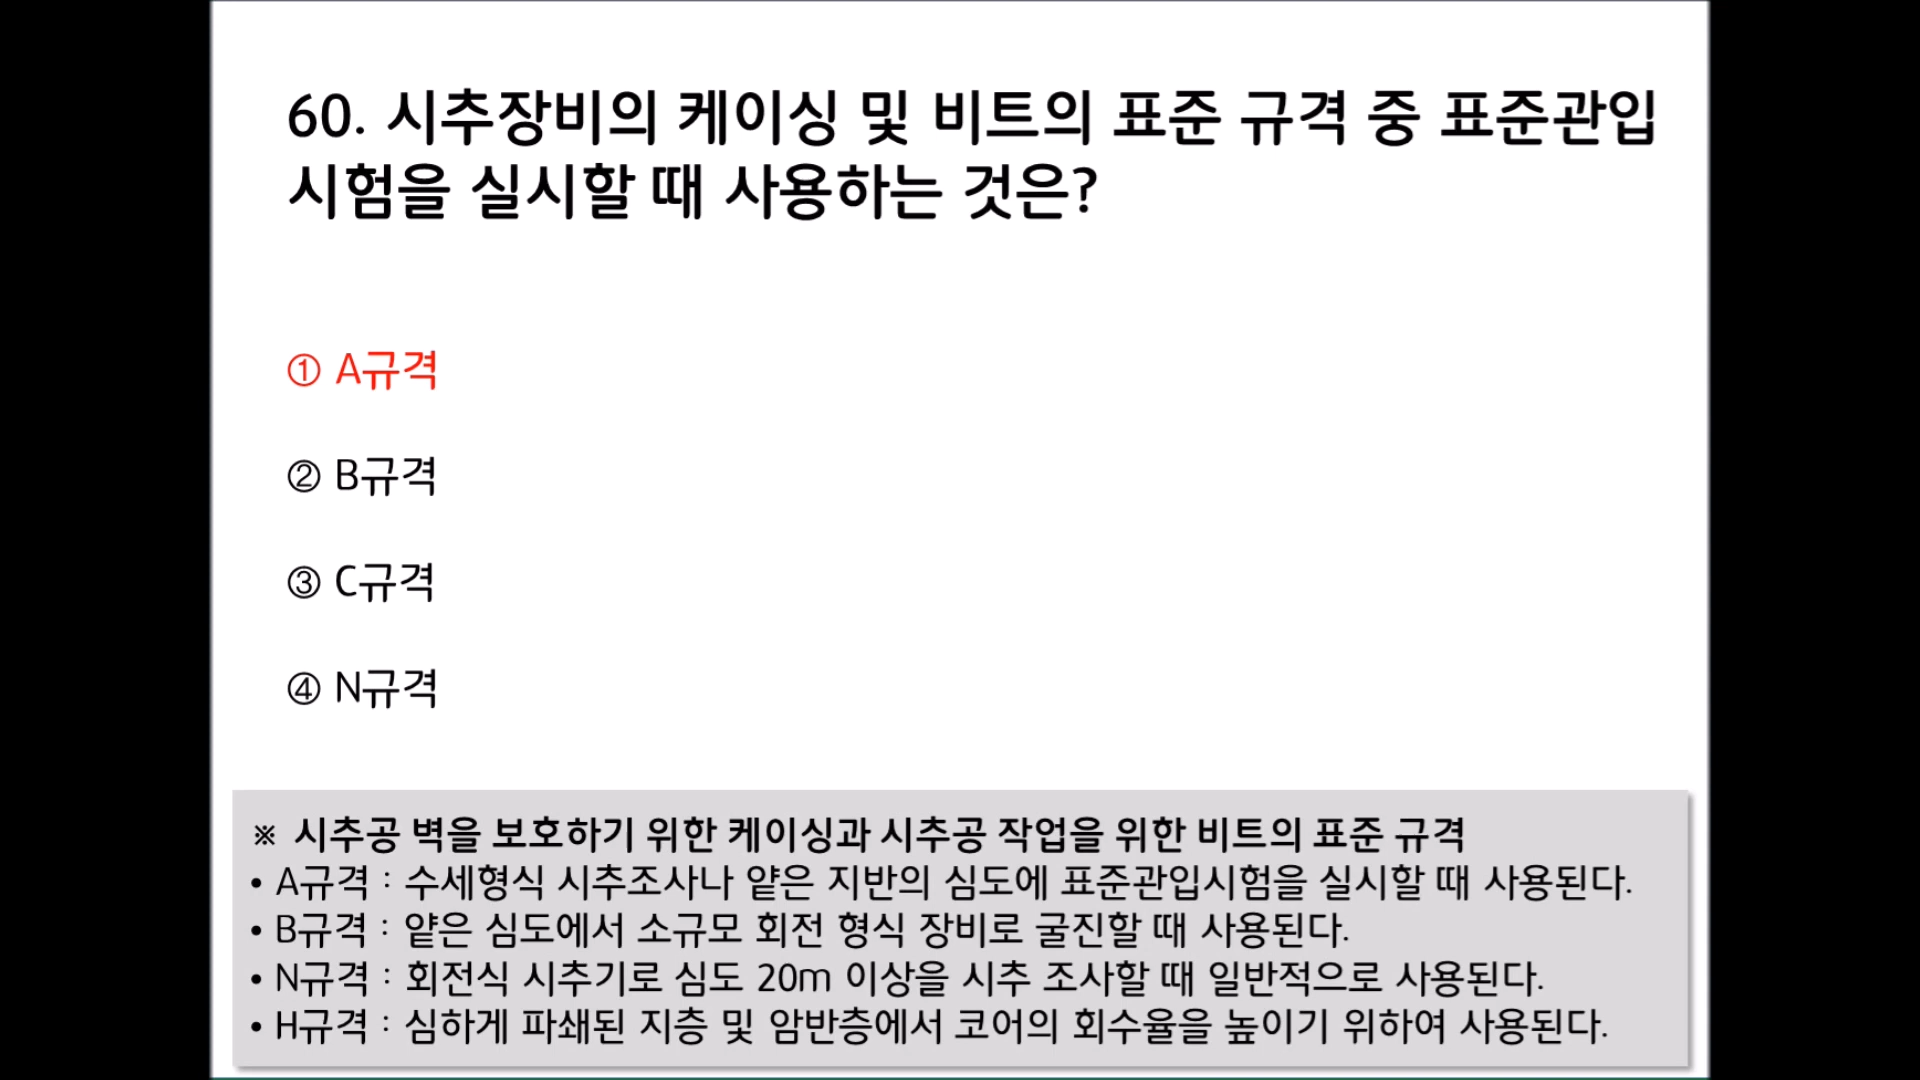 60. 시추장비의 케이싱 및 비트의 표준 규격 중 표준관입
시험을 실시할 때 사용하는 것은?
① A규격
② B규격
③ C규격
④ N규격
※ 시추공 벽을 보호하기 위한 케이싱과 시추공 작업을 위한 비트의 표준 규격
• A규격 : 수세형식 시추조사나 얕은 지반의 심도에 표준관입시험을 실시할 때 사용된다.
• B규격 : 얕은 심도에서 소규모 회전 형식 장비로 굴진할 때 사용된다.
• N규격 : 회전식 시추기로 심도 20m 이상을 시추 조사할 때 일반적으로 사용된다.
• H규격 : 심하게 파쇄된 지층 및 암반층에서 코어의 회수율을 높이기 위하여 사용된다.